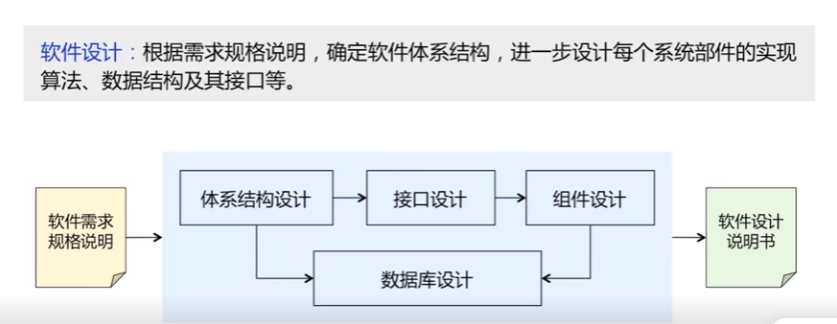 软件设计：根据需求规格说明，确定软件体系结构，进一步设计每个系统部件的实现
算法、数据结构及其接口等。
软件需求
规格说明
体系结构设计
接口设计
组件设计
数据库设计
软件设计
说明书